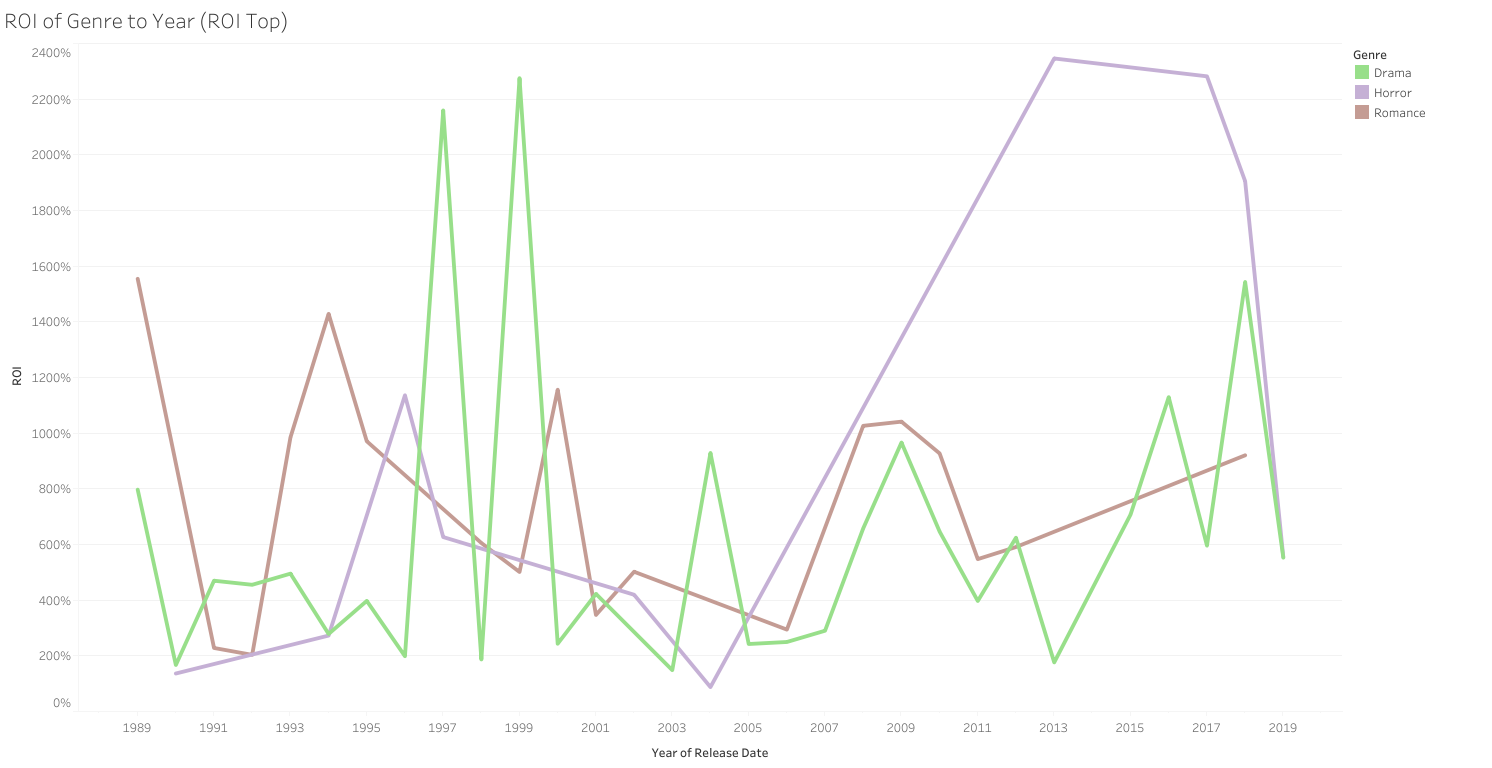 ROI of Genre to Year (ROI Top)
2400%
2200%
2000%
1800%
1600%
1400%
1200%
1000%
800%
600%
400%
200%
0%
ROI
1989 1991 1993 1995 1997 1999 2001 2003 2005 2007 2009 2011 2013 2015 2017 2019
Year of Release Date
Genre
Drama
Horror
Romance